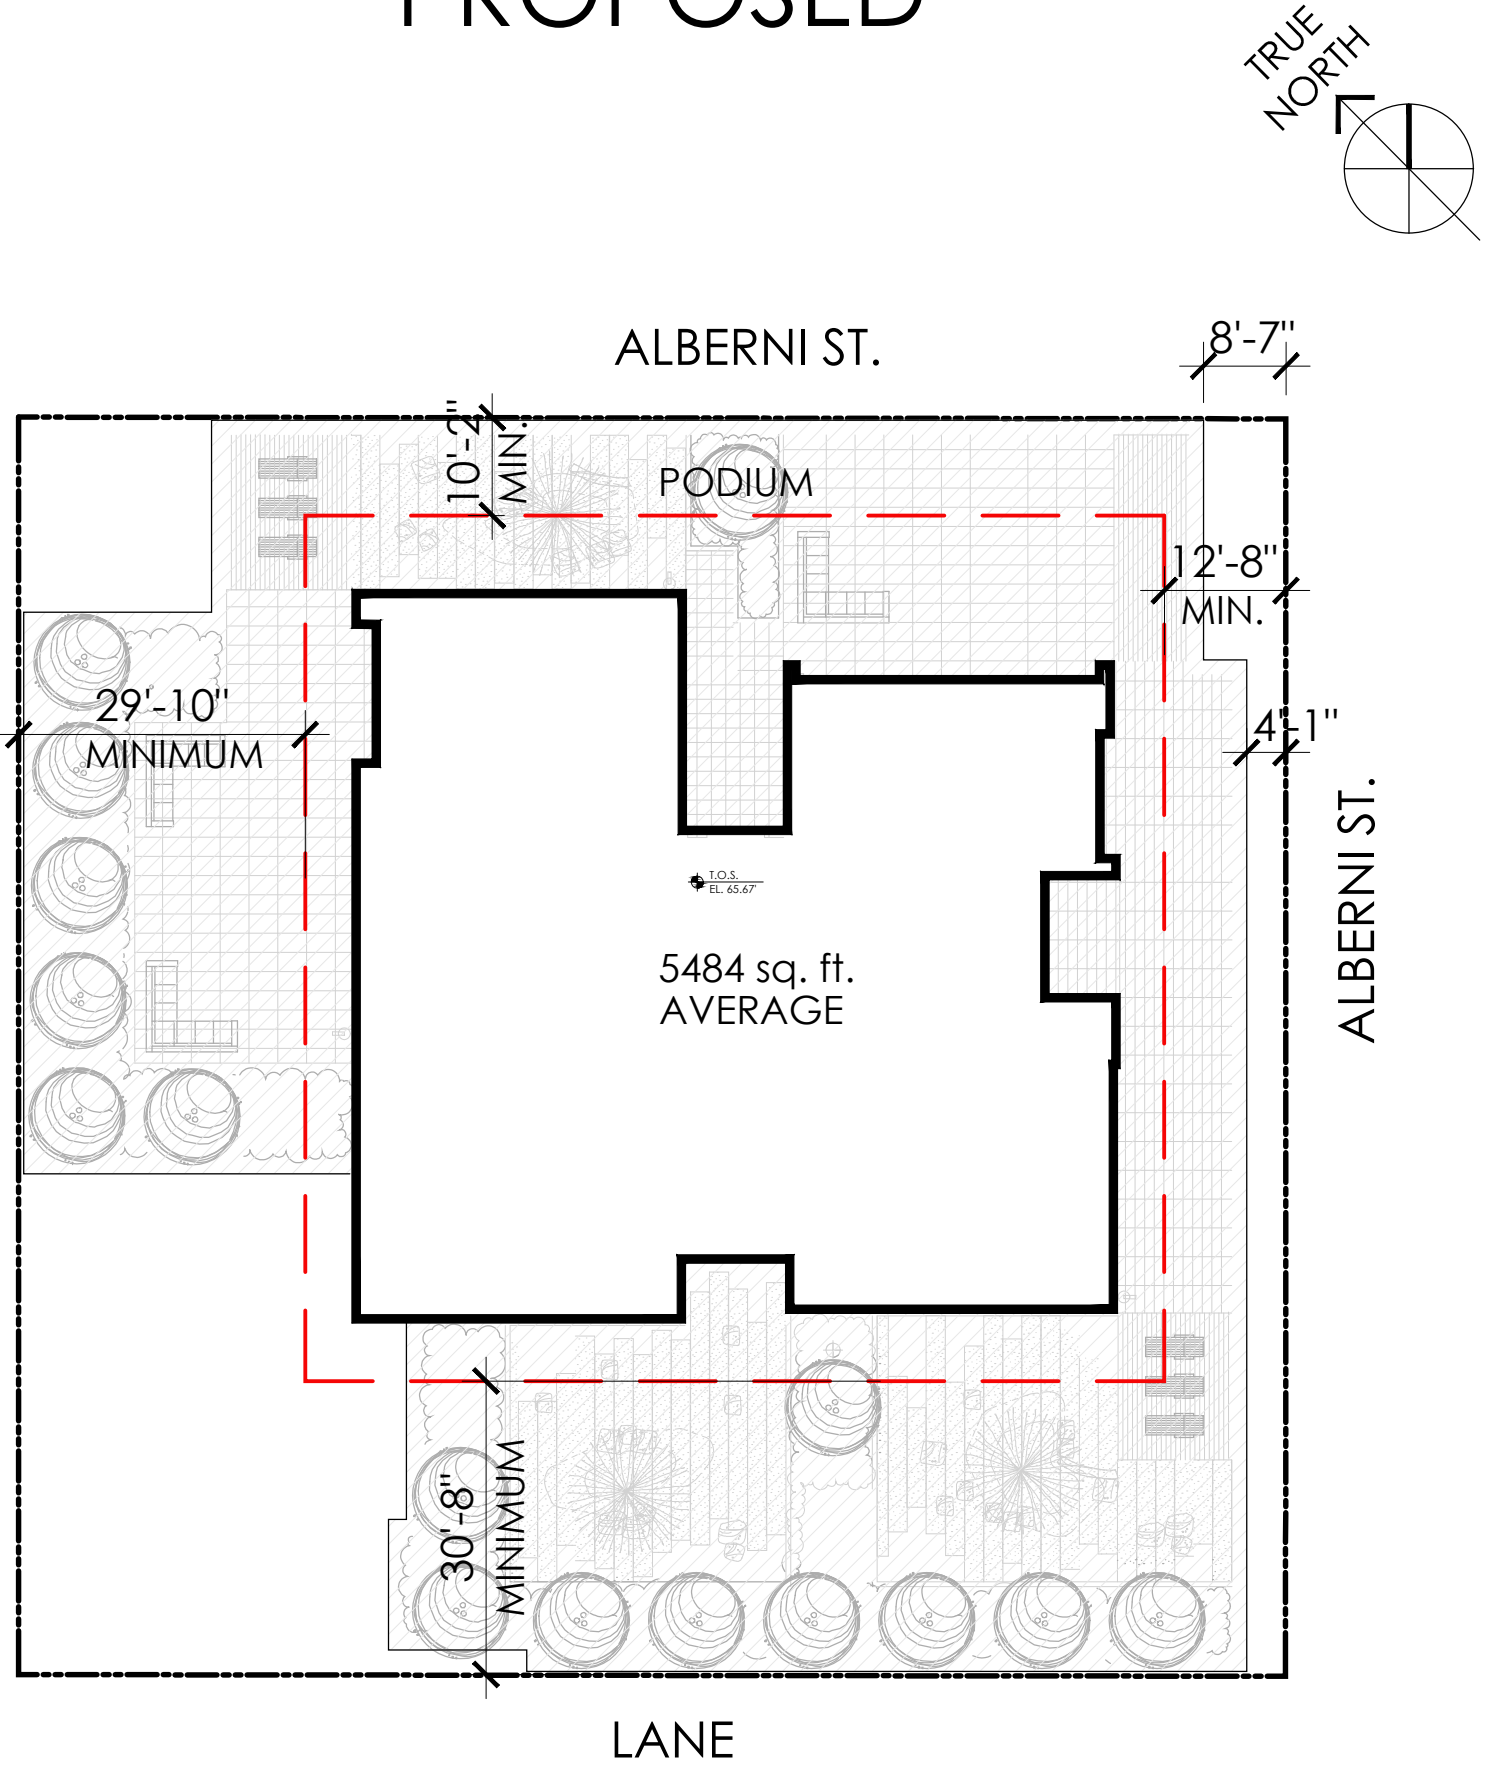 PROPOSED
TRUE
NORTH
ALBERNI ST.
8'-7"
10'-2"
MIN.
PODIUM
12'-8"
MIN.
29'-10"
MINIMUM
4'-1"
ALBERNI ST.
T.O.S.
EL. 65.67'
5484 sq. ft.
AVERAGE
30'-8"
MINIMUM
LANE